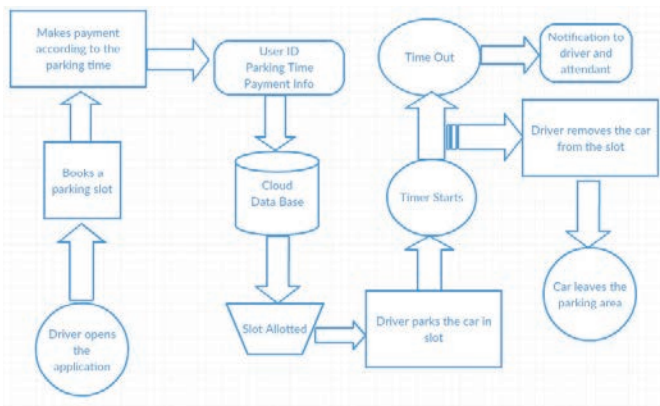 Driver opens
the
application
Books a
parking slot
Makes payment
according to the
parking time
User ID
Parking Time
Payment Info
Cloud
Data Base
Slot Allotted
Driver parks the car in
slot
Timer Starts
Time Out
Notification to
driver and
attendant
Driver removes the car
from the slot
Car leaves the
parking area